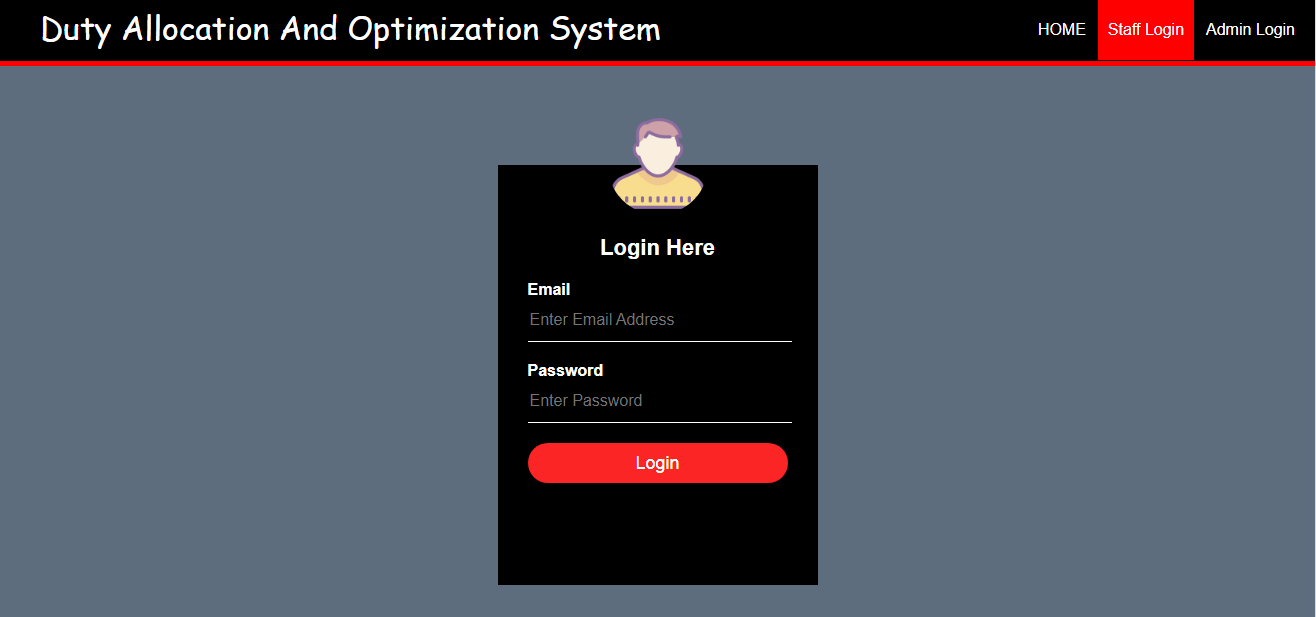 Duty Allocation And Optimization System
HOME Staff Login Admin Login
Login Here
Email
Enter Email Address
Password
Enter Password
Login